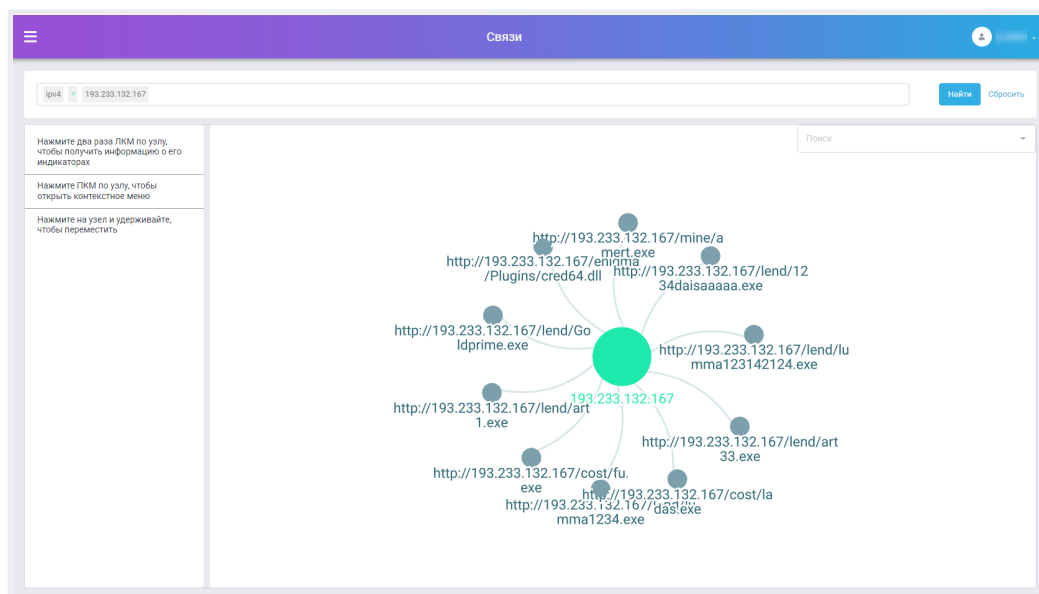 Связи
ipv4 = 193.233.132.167
Найти
Сбросить
Нажмите два раза ЛКМ по узлу,
чтобы получить информацию о его
индикаторах
Нажмите ПКМ по узлу, чтобы
открыть контекстное меню
Нажмите на узел и удерживайте,
чтобы переместить
Поиск
http://193.233.132.167/mine/a
mert.exe
http://193.233.132.167/enigma
/Plugins/cred64.dll
http://193.233.132.167/lend/12
34daisaaaaa.exe
http://193.233.132.167/lend/Go
ldprime.exe
http://193.233.132.167/lend/lu
mma123142124.exe
193.233.132.167
http://193.233.132.167/lend/art
1.exe
http://193.233.132.167/lend/art
33.exe
http://193.233.132.167/cost/fu.
exe
http://193.233.132.167/cost/la
das.exe
http://193.233.132.167/
mma1234.exe